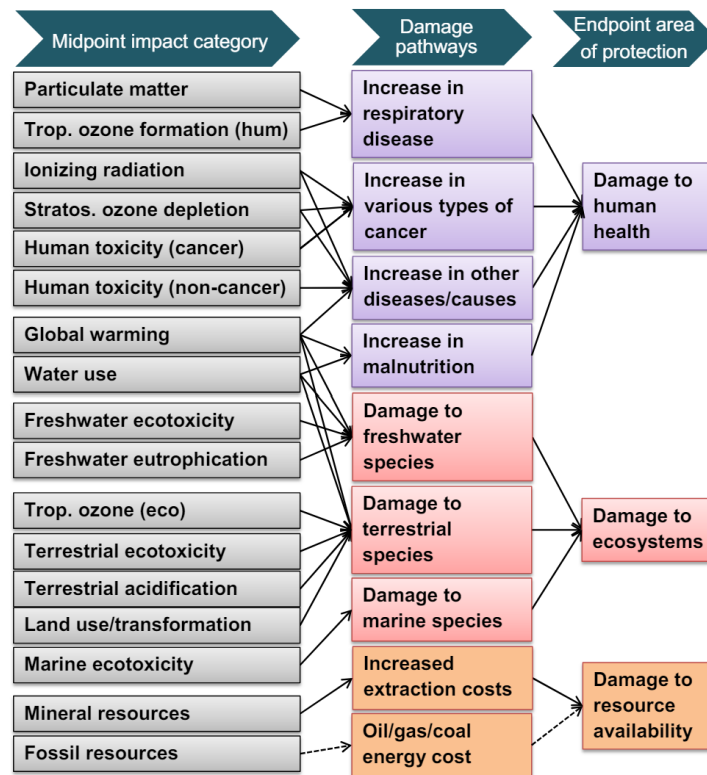 Midpoint impact category
Damage
pathways
Endpoint area
of protection
Particulate matter
Trop. ozone formation (hum)
Ionizing radiation
Stratos. ozone depletion
Human toxicity (cancer)
Human toxicity (non-cancer)
Global warming
Water use
Freshwater ecotoxicity
Freshwater eutrophication
Trop. ozone (eco)
Terrestrial ecotoxicity
Terrestrial acidification
Land use/transformation
Marine ecotoxicity
Mineral resources
Fossil resources
Increase in
respiratory
disease
Increase in
various types of
cancer
Increase in other
diseases/causes
Increase in
malnutrition
Damage to
freshwater
species
Damage to
terrestrial
species
Damage to
marine species
Increased
extraction costs
Oil/gas/coal
energy cost
Damage to
human
health
Damage to
ecosystems
Damage to
resource
availability